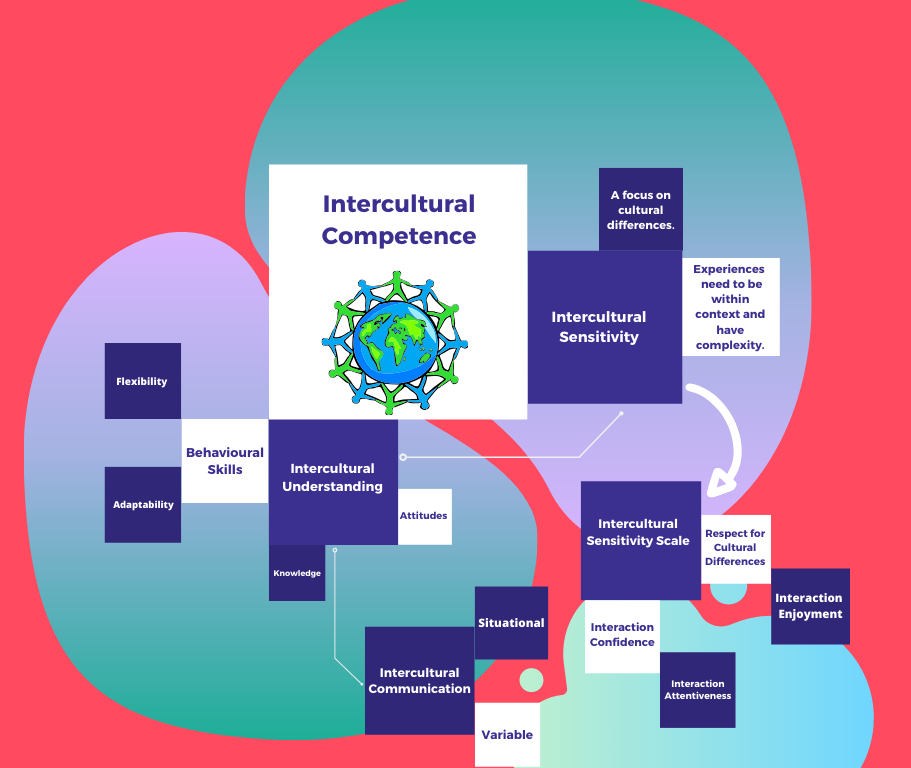 Intercultural
Competence
A focus on
cultural
differences.
Experiences
need to be
within
context and
have
complexity.
Intercultural
Sensitivity
Flexibility
Behavioural
Skills
Adaptability
Intercultural
Understanding
Attitudes
Knowledge
Intercultural
Sensitivity Scale
Respect for
Cultural
Differences
Interaction
Enjoyment
Interaction
Confidence
Interaction
Attentiveness
Situational
Intercultural
Communication
Variable